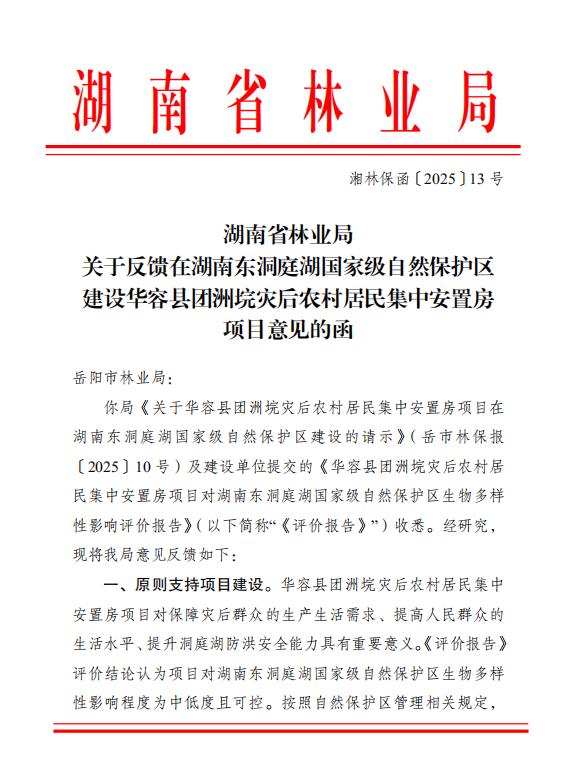 湖南省林业局
湘林保函〔2025〕13 号
湖南省林业局
关于反馈在湖南东洞庭湖国家级自然保护区
建设华容县团洲垸灾后农村居民集中安置房
项目意见的函
岳阳市林业局：
你局《关于华容县团洲垸灾后农村居民集中安置房项目在
湖南东洞庭湖国家级自然保护区建设的请示》（岳市林保报
〔2025〕10 号）及建设单位提交的《华容县团洲垸灾后农村居
民集中安置房项目对湖南东洞庭湖国家级自然保护区生物多样
性影响评价报告》（以下简称“《评价报告》”）收悉。经研究，
现将我局意见反馈如下：
一、原则支持项目建设。华容县团洲垸灾后农村居民集中
安置房项目对保障灾后群众的生产生活需求、提高人民群众的
生活水平、提升洞庭湖防洪安全能力具有重要意义。《评价报告》
评价结论认为项目对湖南东洞庭湖国家级自然保护区生物多样
性影响程度为中低度且可控。按照自然保护区管理相关规定，